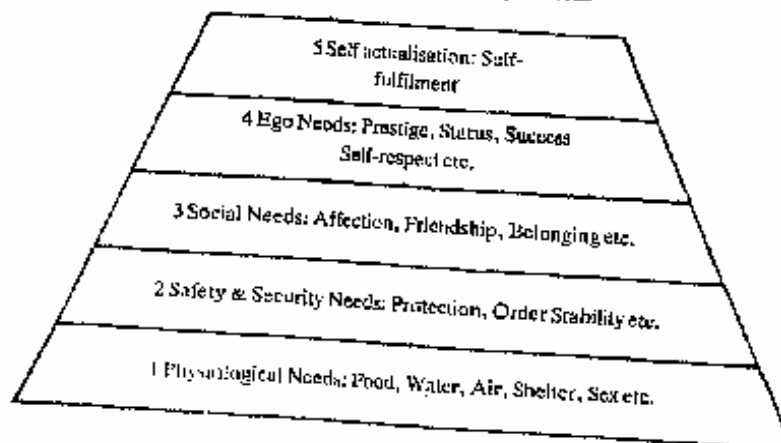 5 Self actualisation: Self-
fulfilment
4 Ego Needs: Prestige, Status, Success
Self-respect etc.
3 Social Needs: Affection, Friendship, Belonging etc.
2 Safety & Security Needs: Protection, Order Stability etc.
1 Physiological Needs: Food, Water, Air, Shelter, Sex etc.